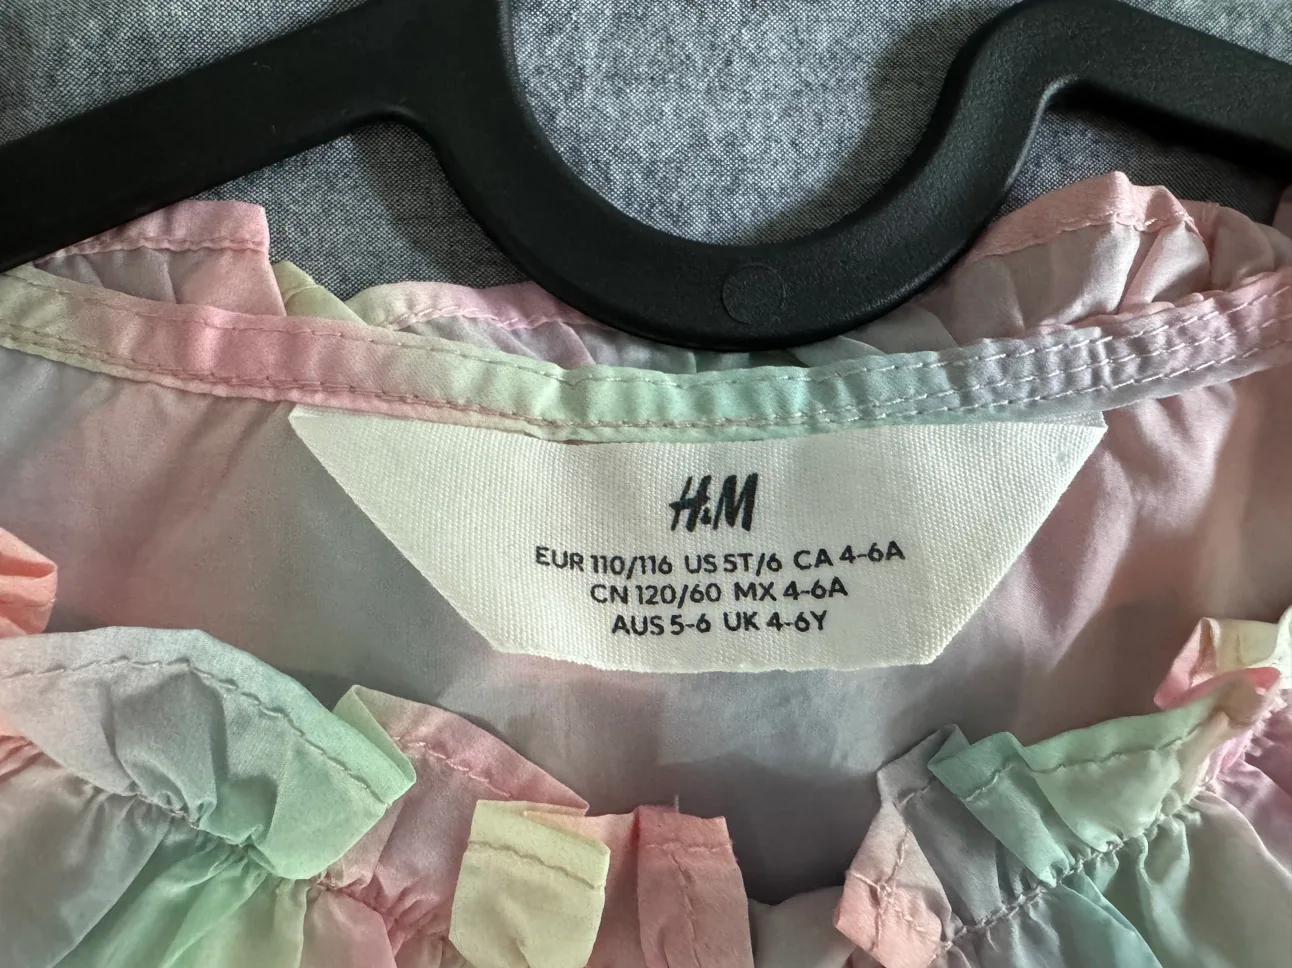 H&M
EUR 110/116 US 5T/6 CA 4-6A
CN 120/60 MX 4-6A
AUS 5-6 UK 4-6Y